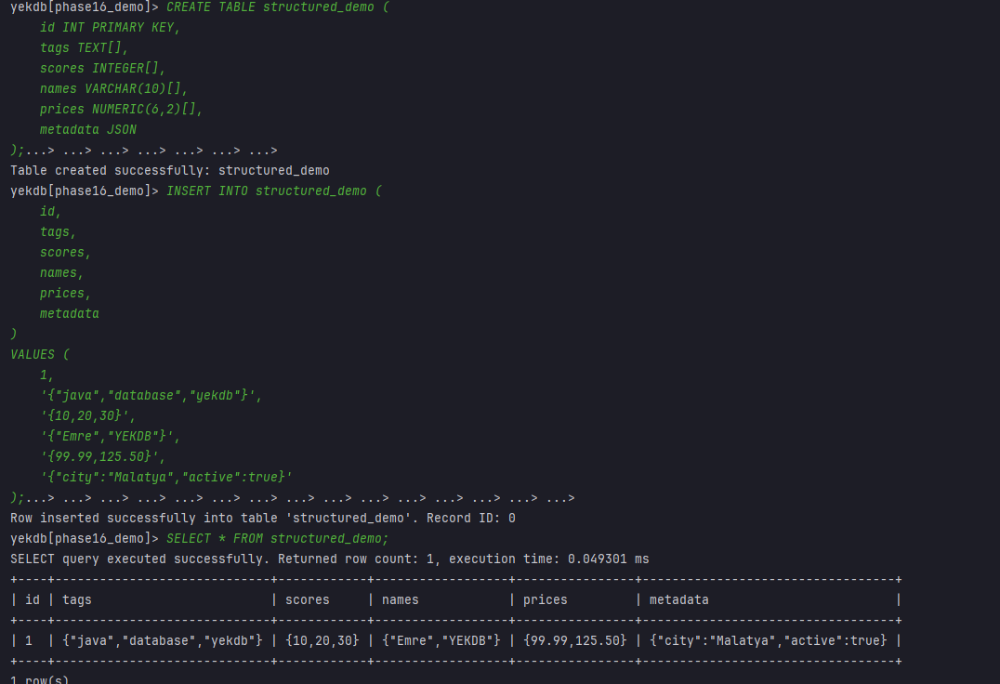 yekdb[phase16_demo]> CREATE TABLE structured_demo (
    id INT PRIMARY KEY,
    tags TEXT[],
    scores INTEGER[],
    names VARCHAR(10)[],
    prices NUMERIC(6,2)[],
    metadata JSON
);...> ...> ...> ...> ...> ...> ...>
Table created successfully: structured_demo
yekdb[phase16_demo]> INSERT INTO structured_demo (
    id,
    tags,
    scores,
    names,
    prices,
    metadata
)
VALUES (
    1,
    '{"java","database","yekdb"}',
    '{10,20,30}',
    '{"Emre","YEKDB"}',
    '{99.99,125.50}',
    '{"city":"Malatya","active":true}'
);...> ...> ...> ...> ...> ...> ...> ...> ...> ...> ...> ...> ...> ...> ...>
Row inserted successfully into table 'structured_demo'. Record ID: 0
yekdb[phase16_demo]> SELECT * FROM structured_demo;
SELECT query executed successfully. Returned row count: 1, execution time: 0.049301 ms
+----+-----------------------------+------------+------------------+----------------+----------------------------------+
| id | tags                        | scores     | names            | prices         | metadata                         |
+----+-----------------------------+------------+------------------+----------------+----------------------------------+
| 1  | {"java","database","yekdb"} | {10,20,30} | {"Emre","YEKDB"} | {99.99,125.50} | {"city":"Malatya","active":true} |
+----+-----------------------------+------------+------------------+----------------+----------------------------------+
1 row(s)